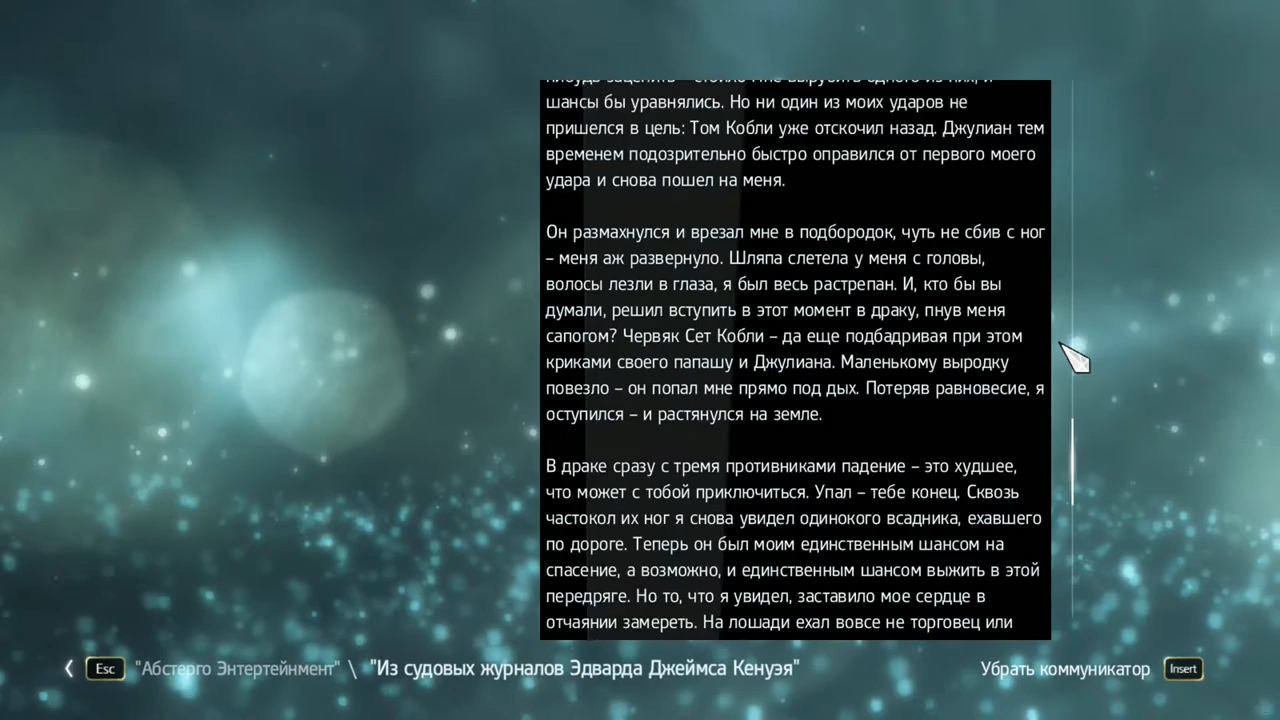 шансы бы уравнялись. Но ни один из моих ударов не
пришелся в цель: Том Кобли уже отскочил назад. Джулиан тем
временем подозрительно быстро оправился от первого моего
удара и снова пошел на меня.
Он размахнулся и врезал мне в подбородок, чуть не сбив с ног
– меня аж развернуло. Шляпа слетела у меня с головы,
волосы лезли в глаза, я был весь растрепан. И, кто бы вы
думали, решил вступить в этот момент в драку, пнув меня
сапогом? Червяк Сет Кобли – да еще подбадривая при этом
криками своего папашу и Джулиана. Маленькому выродку
повезло – он попал мне прямо под дых. Потеряв равновесие, я
оступился – и растянулся на земле.
В драке сразу с тремя противниками падение – это худшее,
что может с тобой приключиться. Упал – тебе конец. Сквозь
частокол их ног я снова увидел одинокого всадника, ехавшего
по дороге. Теперь он был моим единственным шансом на
спасение, а возможно, и единственным шансом выжить в этой
передряге. Но то, что я увидел, заставило мое сердце в
отчаянии замереть. На лошади ехал вовсе не торговец или
Esc "Абстерго Энтертейнмент" \ "Из судовых журналов Эдварда Джеймса Кенуэя"
Убрать коммуникатор Insert